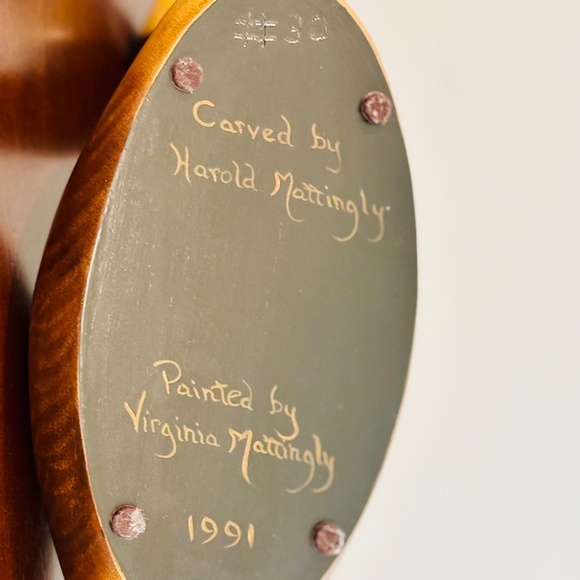 #30
Carved by
Harold Mattingly
Painted by
Virginia Mattingly
1991